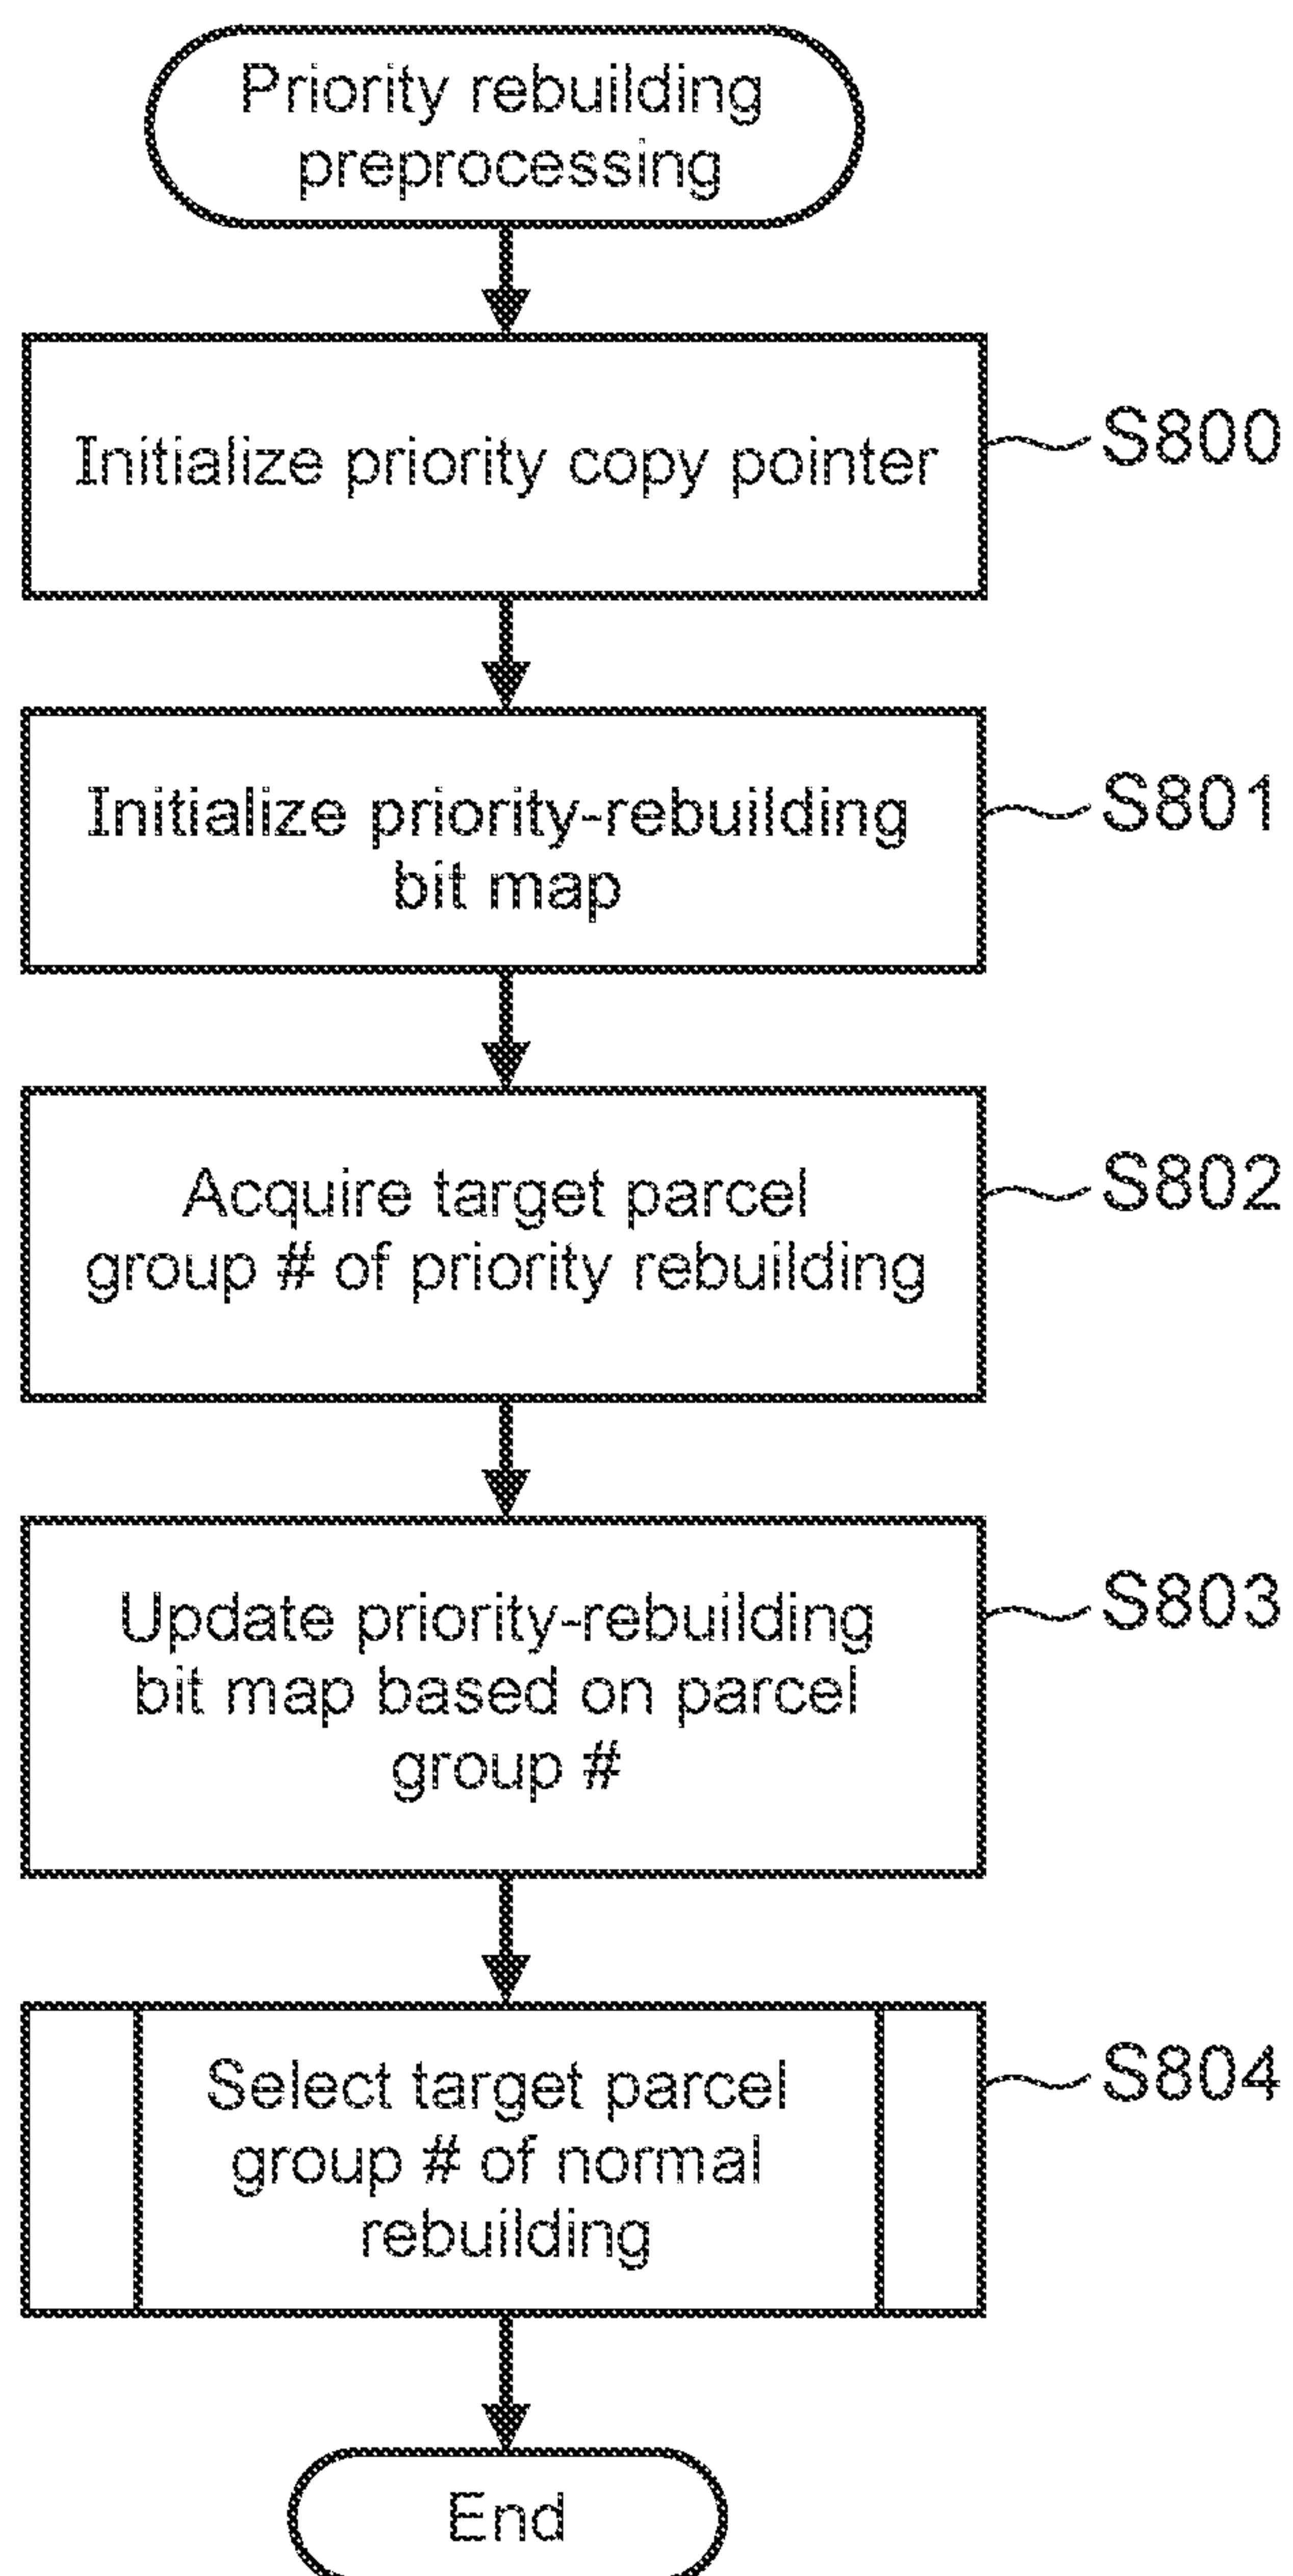 Priority rebuilding
preprocessing
Initialize priority copy pointer
S800
Initialize priority-rebuilding
bit map
S801
Acquire target parcel
group # of priority rebuilding
S802
Update priority-rebuilding
bit map based on parcel
group #
S803
Select target parcel
group # of normal
rebuilding
S804
End